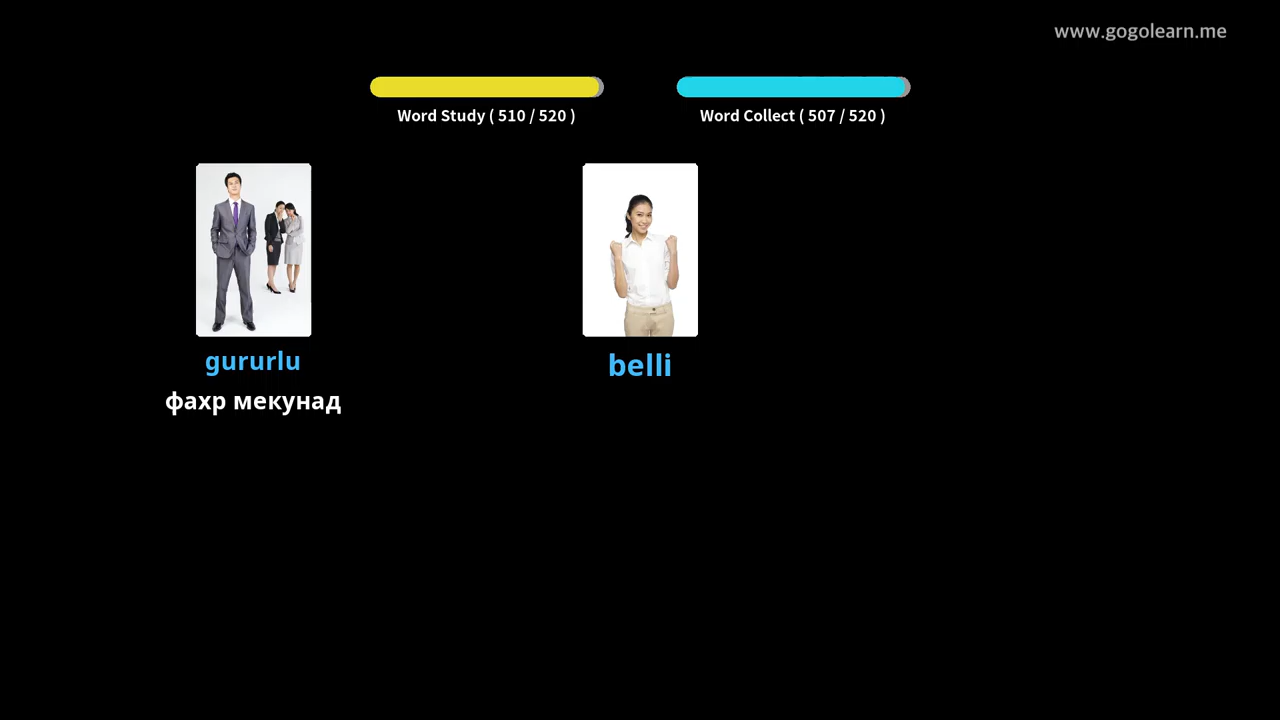 www.gogolearn.me
Word Study ( 510 / 520 )
Word Collect ( 507 / 520 )
gururlu
фахр мекунад
belli